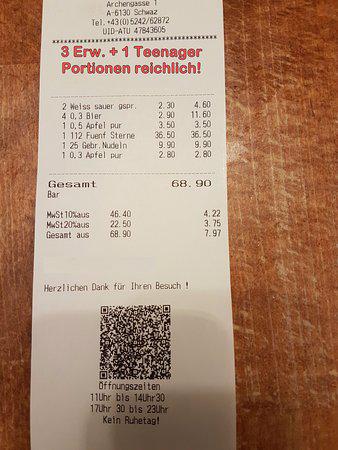 Archengasse 1
A-6130 Schwaz
Tel.+43(0)5242/62872
UID-ATU 47843605
3 Erw. + 1 Teenager
Portionen reichlich!
2 Weiss sauer gspr. 2.30 4.60
4 0,3 Bier 2.90 11.60
1 0,5 Apfel pur 3.50 3.50
1 112 Fuenf Sterne 36.50 36.50
1 25 Gebr.Nudeln 9.90 9.90
1 0,3 Apfel pur 2.80 2.80
Gesamt 68.90
Bar
MwSt10%aus 46.40 4.22
MwSt20%aus 22.50 3.75
Gesamt aus 68.90 7.97
Herzlichen Dank für Ihren Besuch !
Öffnungszeiten
11Uhr bis 14Uhr30
17Uhr 30 bis 23Uhr
Kein Ruhetag!